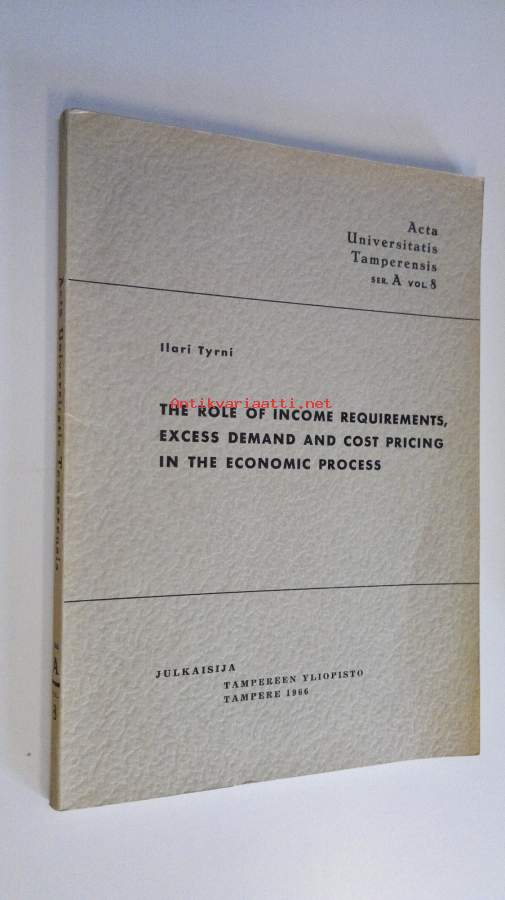 Acta
Universitatis
Tamperensis
SER. A VOL. 8
Ilari Tyrni
Antikvariaatti.net
THE ROLE OF INCOME REQUIREMENTS,
EXCESS DEMAND AND COST PRICING
IN THE ECONOMIC PROCESS
JULKAISIJA
TAMPEREEN YLIOPISTO
TAMPERE 1966
Acta Universitatis Tamperensis
A
8